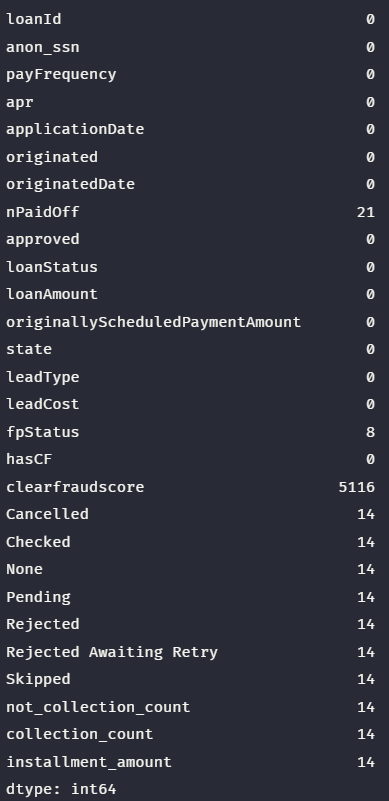 loanId 0
anon_ssn 0
payFrequency 0
apr 0
applicationDate 0
originated 0
originatedDate 0
nPaidOff 21
approved 0
loanStatus 0
loanAmount 0
originallyScheduledPaymentAmount 0
state 0
leadType 0
leadCost 0
fpStatus 8
hasCF 0
clearfraudscore 5116
Cancelled 14
Checked 14
None 14
Pending 14
Rejected 14
Rejected Awaiting Retry 14
Skipped 14
not_collection_count 14
collection_count 14
installment_amount 14
dtype: int64